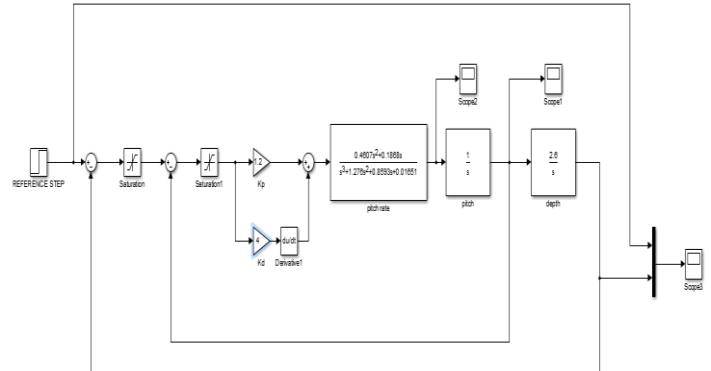 Scope2
Scope1
REFERENCE STEP
Saturation
Saturation1
1.2
Kp
0.4607s²+0.1868s
s³+1.276s²+0.8593s+0.01651
pitch rate
1
s
pitch
2.6
s
depth
4
Kd
du/dt
Derivative1
Scope3